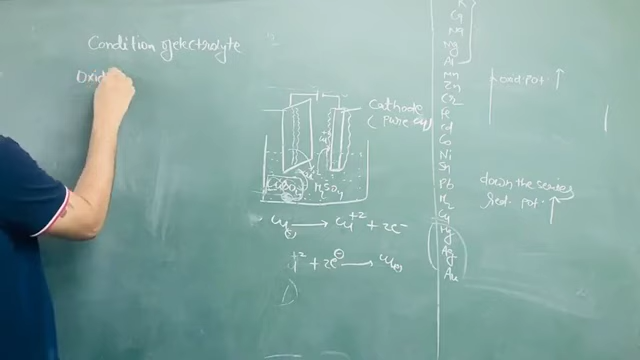 Condition of electrolyte
Oxid
Cathode
(pure Cu)
CuSO4 H2SO4
Cu → Cu+2 + 2e-
+2 + 2e⊖ → Cu(s)
K
Ca
Na
Mg
Al
Mn
Zn
Cr
Fe
Cd
Co
Ni
Sn
Pb
H2
Cu
Hg
Ag
Au
oxid pot. ↑
down the series
Red. pot. ↑